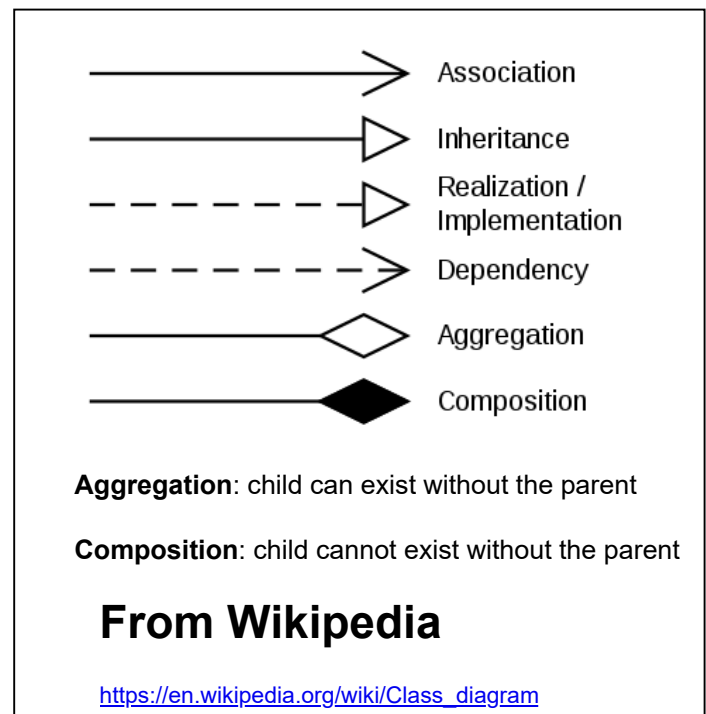 Association
Inheritance
Realization /
Implementation
Dependency
Aggregation
Composition
Aggregation: child can exist without the parent
Composition: child cannot exist without the parent
From Wikipedia
https://en.wikipedia.org/wiki/Class_diagram